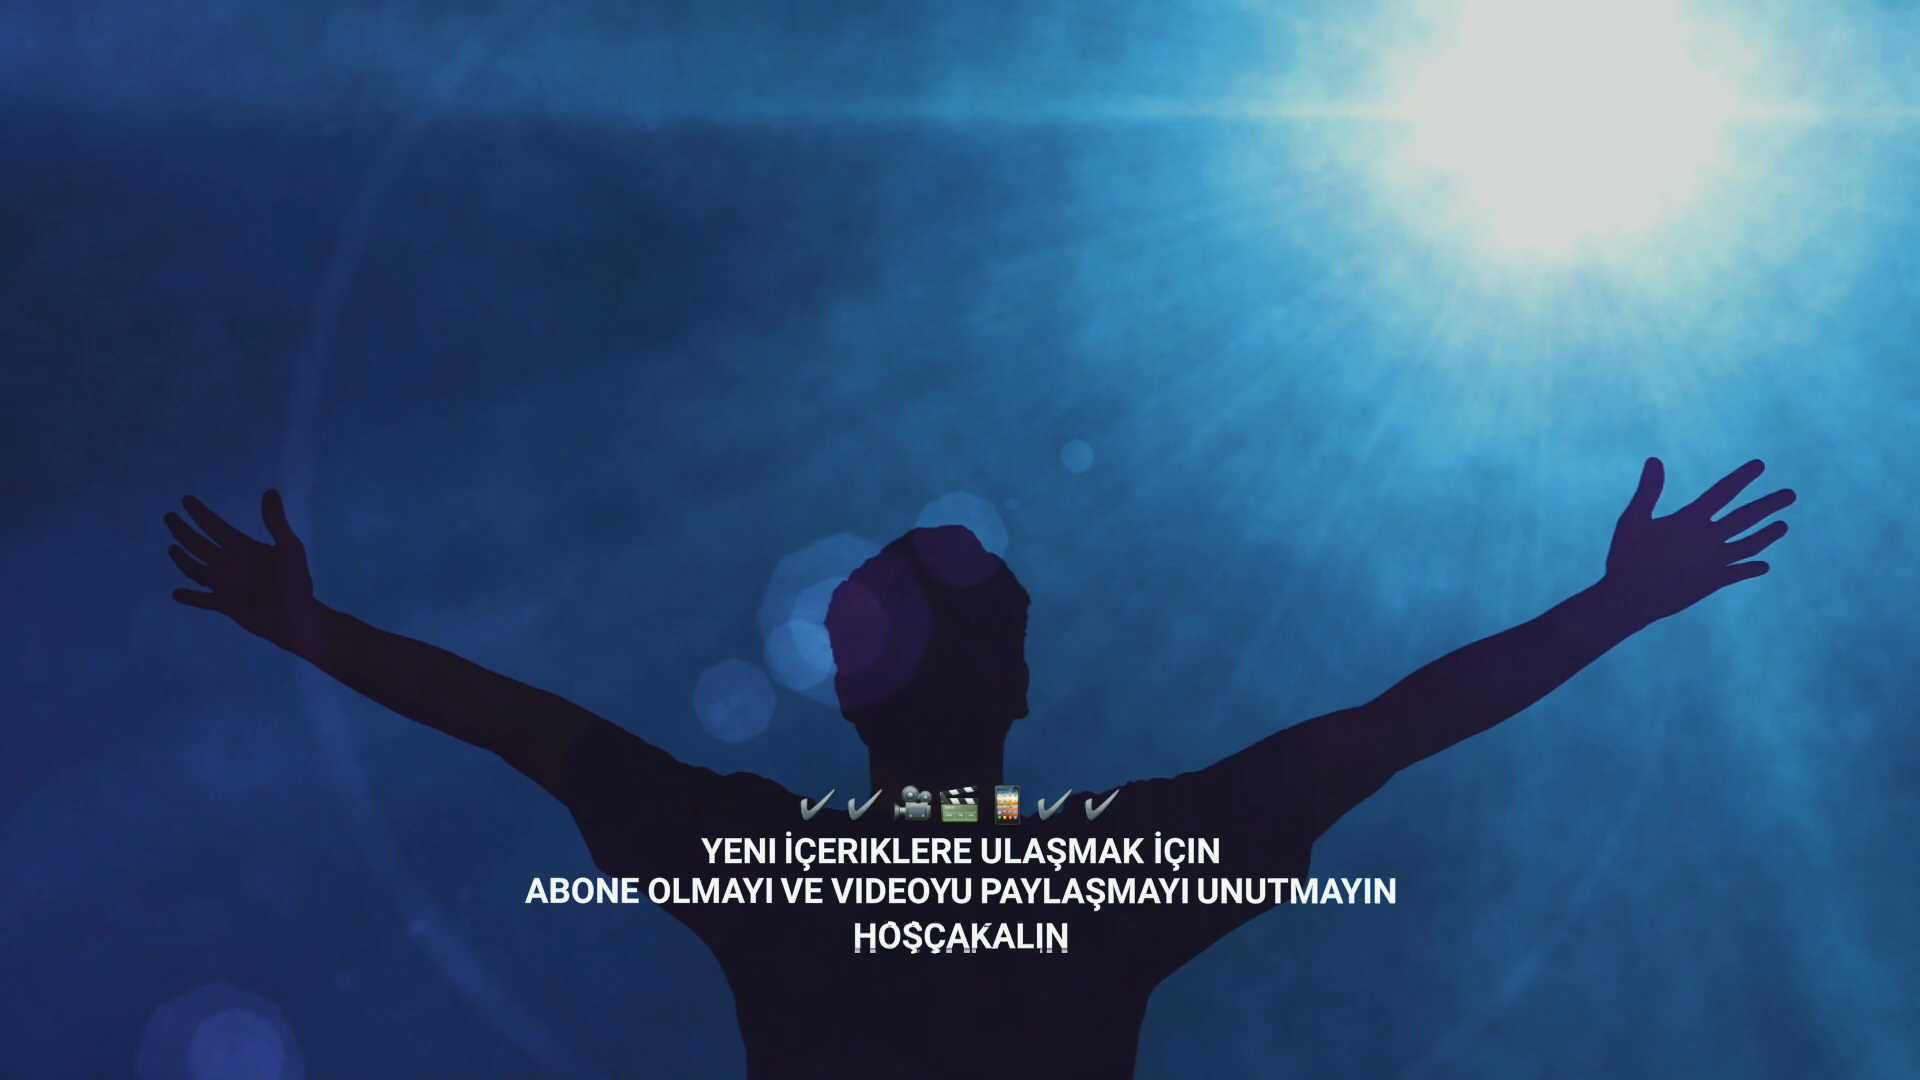 ✔✔🎥🎬📱✔✔
YENI İÇERIKLERE ULAŞMAK İÇIN
ABONE OLMAYI VE VIDEOYU PAYLAŞMAYI UNUTMAYIN
HOŞÇAKALIN